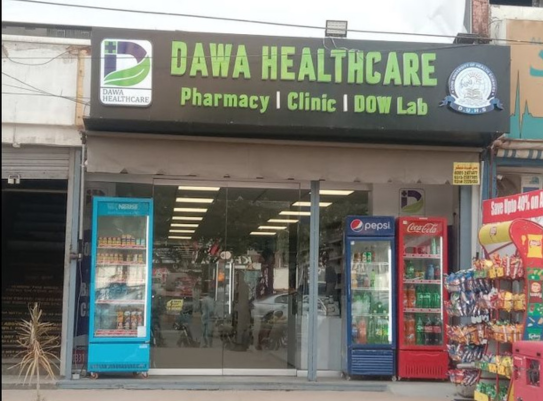 DAWA HEALTHCARE
DAWA
HEALTHCARE
Pharmacy | Clinic | DOW Lab
D.U.H.S
Nestlé
pepsi
Coca-Cola
Save Upto 40% on